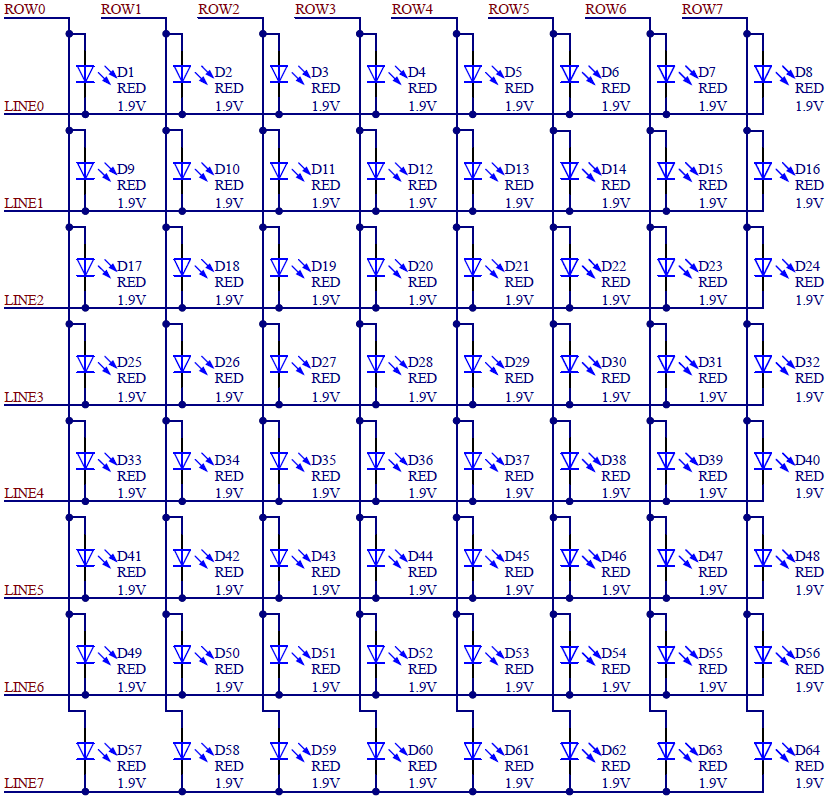 ROW0 ROW1 ROW2 ROW3 ROW4 ROW5 ROW6 ROW7
D1 D2 D3 D4 D5 D6 D7 D8
RED RED RED RED RED RED RED RED
LINE0 1.9V 1.9V 1.9V 1.9V 1.9V 1.9V 1.9V 1.9V
D9 D10 D11 D12 D13 D14 D15 D16
RED RED RED RED RED RED RED RED
LINE1 1.9V 1.9V 1.9V 1.9V 1.9V 1.9V 1.9V 1.9V
D17 D18 D19 D20 D21 D22 D23 D24
RED RED RED RED RED RED RED RED
LINE2 1.9V 1.9V 1.9V 1.9V 1.9V 1.9V 1.9V 1.9V
D25 D26 D27 D28 D29 D30 D31 D32
RED RED RED RED RED RED RED RED
LINE3 1.9V 1.9V 1.9V 1.9V 1.9V 1.9V 1.9V 1.9V
D33 D34 D35 D36 D37 D38 D39 D40
RED RED RED RED RED RED RED RED
LINE4 1.9V 1.9V 1.9V 1.9V 1.9V 1.9V 1.9V 1.9V
D41 D42 D43 D44 D45 D46 D47 D48
RED RED RED RED RED RED RED RED
LINE5 1.9V 1.9V 1.9V 1.9V 1.9V 1.9V 1.9V 1.9V
D49 D50 D51 D52 D53 D54 D55 D56
RED RED RED RED RED RED RED RED
LINE6 1.9V 1.9V 1.9V 1.9V 1.9V 1.9V 1.9V 1.9V
D57 D58 D59 D60 D61 D62 D63 D64
RED RED RED RED RED RED RED RED
LINE7 1.9V 1.9V 1.9V 1.9V 1.9V 1.9V 1.9V 1.9V